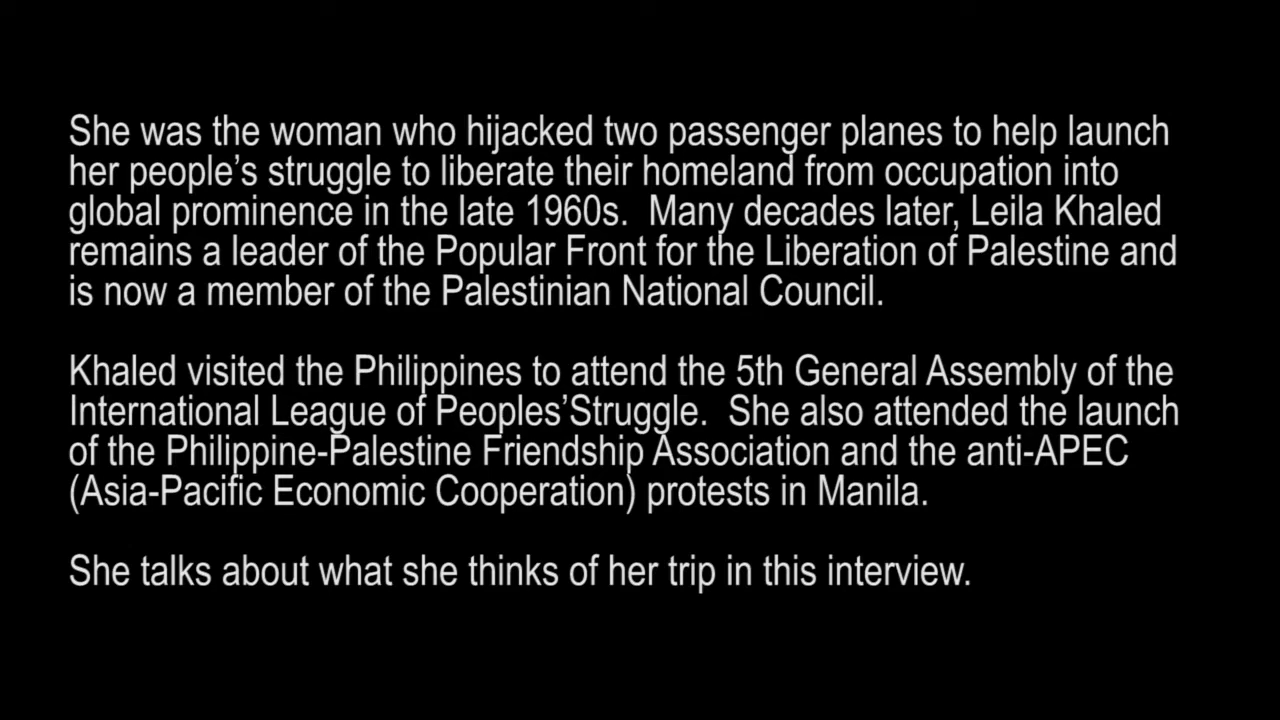 She was the woman who hijacked two passenger planes to help launch
her people’s struggle to liberate their homeland from occupation into
global prominence in the late 1960s.  Many decades later, Leila Khaled
remains a leader of the Popular Front for the Liberation of Palestine and
is now a member of the Palestinian National Council.
Khaled visited the Philippines to attend the 5th General Assembly of the
International League of Peoples’Struggle.  She also attended the launch
of the Philippine-Palestine Friendship Association and the anti-APEC
(Asia-Pacific Economic Cooperation) protests in Manila.
She talks about what she thinks of her trip in this interview.